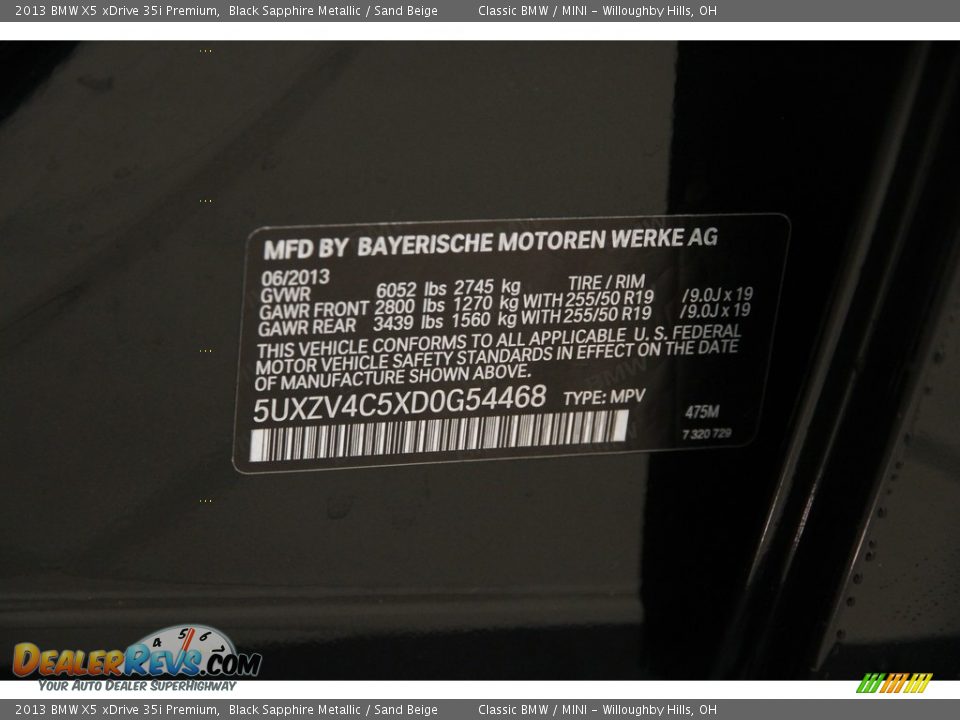 2013 BMW X5 xDrive 35i Premium, Black Sapphire Metallic / Sand Beige Classic BMW / MINI - Willoughby Hills, OH
MFD BY BAYERISCHE MOTOREN WERKE AG
06/2013 TIRE / RIM
GVWR 6052 lbs 2745 kg
GAWR FRONT 2800 lbs 1270 kg WITH 255/50 R19 /9.0J x 19
GAWR REAR 3439 lbs 1560 kg WITH 255/50 R19 /9.0J x 19
THIS VEHICLE CONFORMS TO ALL APPLICABLE U. S. FEDERAL
MOTOR VEHICLE SAFETY STANDARDS IN EFFECT ON THE DATE
OF MANUFACTURE SHOWN ABOVE.
5UXZV4C5XD0G54468 TYPE: MPV
475M
7 320 729
4 5 6 7
DEALERREVS.COM
YOUR AUTO DEALER SUPERHIGHWAY
2013 BMW X5 xDrive 35i Premium, Black Sapphire Metallic / Sand Beige Classic BMW / MINI - Willoughby Hills, OH